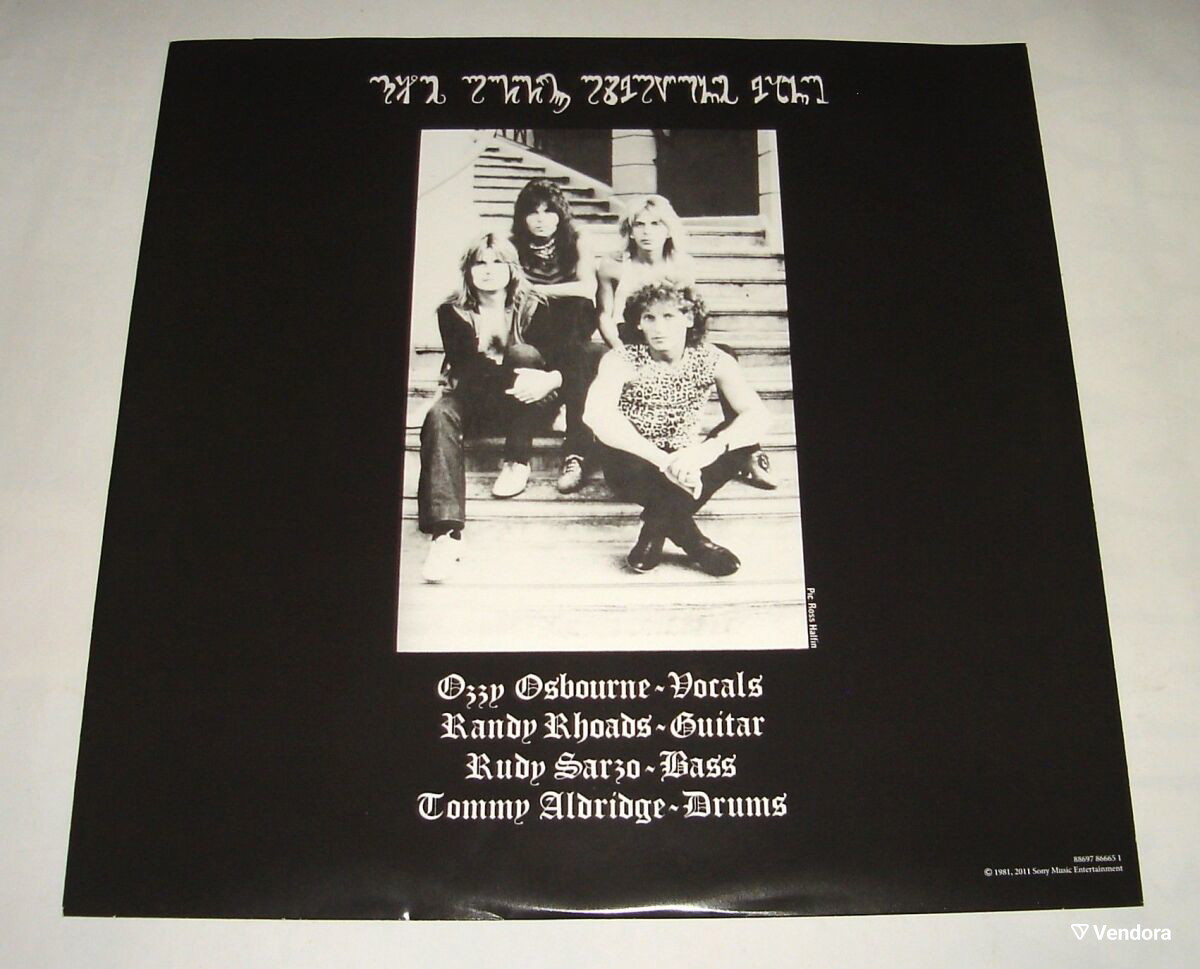 Pic Ross Halfin
Ozzy Osbourne~Vocals
Randy Rhoads~Guitar
Rudy Sarzo~Bass
Tommy Aldridge~Drums
88697 86665 1
© 1981, 2011 Sony Music Entertainment
Vendora